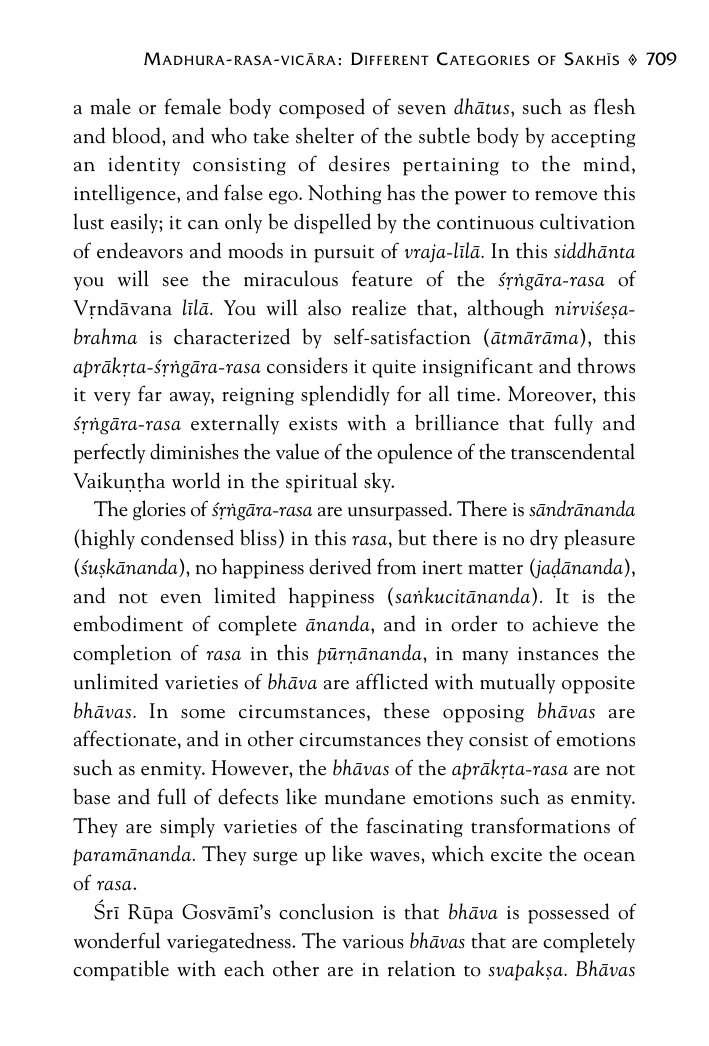 MADHURA-RASA-VICĀRA: DIFFERENT CATEGORIES OF SAKHĪS ◊ 709
a male or female body composed of seven dhātus, such as flesh
and blood, and who take shelter of the subtle body by accepting
an identity consisting of desires pertaining to the mind,
intelligence, and false ego. Nothing has the power to remove this
lust easily; it can only be dispelled by the continuous cultivation
of endeavors and moods in pursuit of vraja-līlā. In this siddhānta
you will see the miraculous feature of the śṛṅgāra-rasa of
Vṛndāvana līlā. You will also realize that, although nirviśeṣa-
brahma is characterized by self-satisfaction (ātmārāma), this
aprākṛta-śṛṅgāra-rasa considers it quite insignificant and throws
it very far away, reigning splendidly for all time. Moreover, this
śṛṅgāra-rasa externally exists with a brilliance that fully and
perfectly diminishes the value of the opulence of the transcendental
Vaikuṇṭha world in the spiritual sky.
The glories of śṛṅgāra-rasa are unsurpassed. There is sāndrānanda
(highly condensed bliss) in this rasa, but there is no dry pleasure
(śuṣkānanda), no happiness derived from inert matter (jaḍānanda),
and not even limited happiness (saṅkucitānanda). It is the
embodiment of complete ānanda, and in order to achieve the
completion of rasa in this pūrṇānanda, in many instances the
unlimited varieties of bhāva are afflicted with mutually opposite
bhāvas. In some circumstances, these opposing bhāvas are
affectionate, and in other circumstances they consist of emotions
such as enmity. However, the bhāvas of the aprākṛta-rasa are not
base and full of defects like mundane emotions such as enmity.
They are simply varieties of the fascinating transformations of
paramānanda. They surge up like waves, which excite the ocean
of rasa.
Śrī Rūpa Gosvāmī’s conclusion is that bhāva is possessed of
wonderful variegatedness. The various bhāvas that are completely
compatible with each other are in relation to svapakṣa. Bhāvas